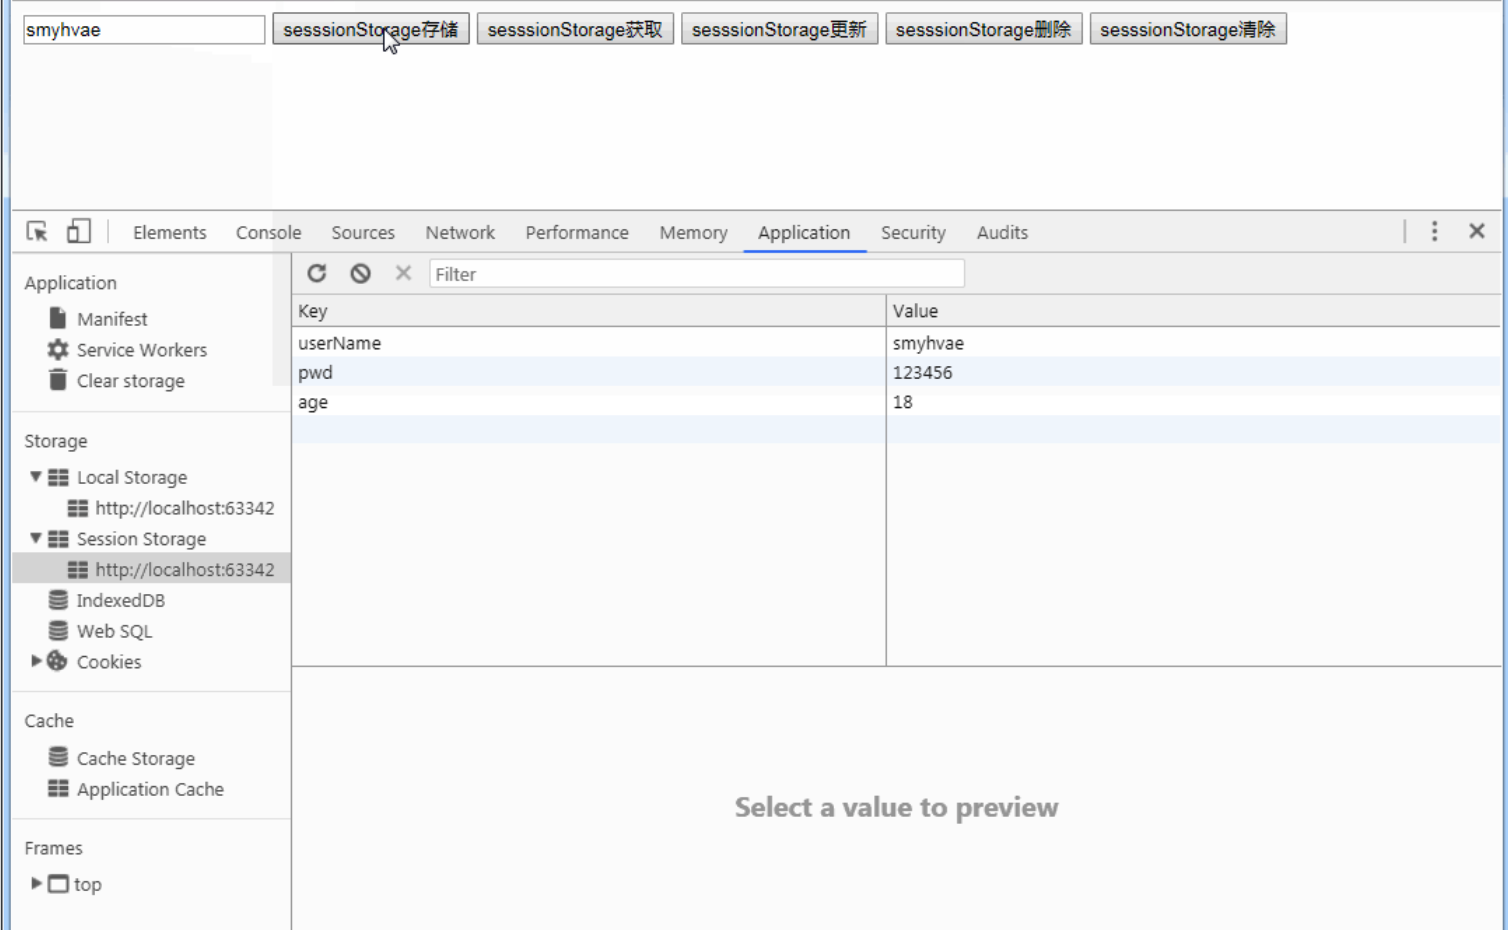 smyhvae sesssionStorage存储 sesssionStorage获取 sesssionStorage更新 sesssionStorage删除 sesssionStorage清除
Elements Console Sources Network Performance Memory Application Security Audits
Application
Manifest
Service Workers
Clear storage
Storage
Local Storage
http://localhost:63342
Session Storage
http://localhost:63342
IndexedDB
Web SQL
Cookies
Cache
Cache Storage
Application Cache
Frames
top
Filter
Key Value
userName smyhvae
pwd 123456
age 18
Select a value to preview